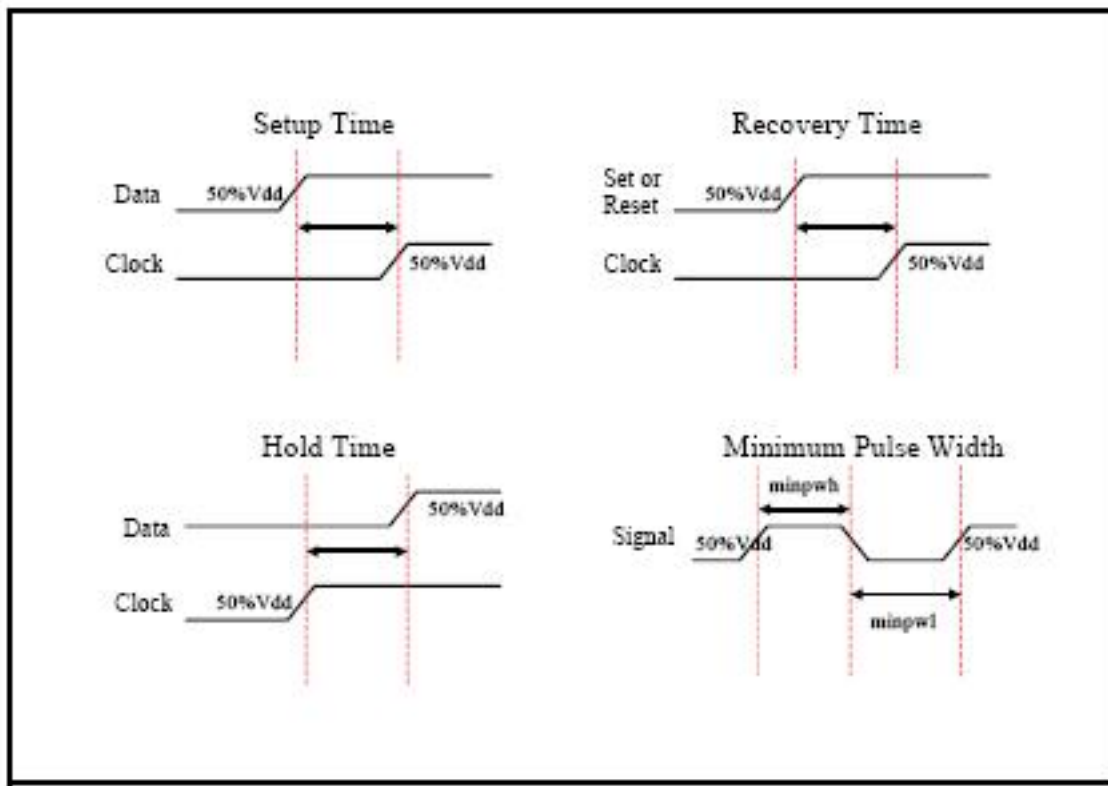 Setup Time
Data
50%Vdd
Clock
50%Vdd
Recovery Time
Set or
Reset
50%Vdd
Clock
50%Vdd
Hold Time
Data
50%Vdd
Clock
50%Vdd
Minimum Pulse Width
minpwh
Signal
50%Vdd
50%Vdd
minpwl